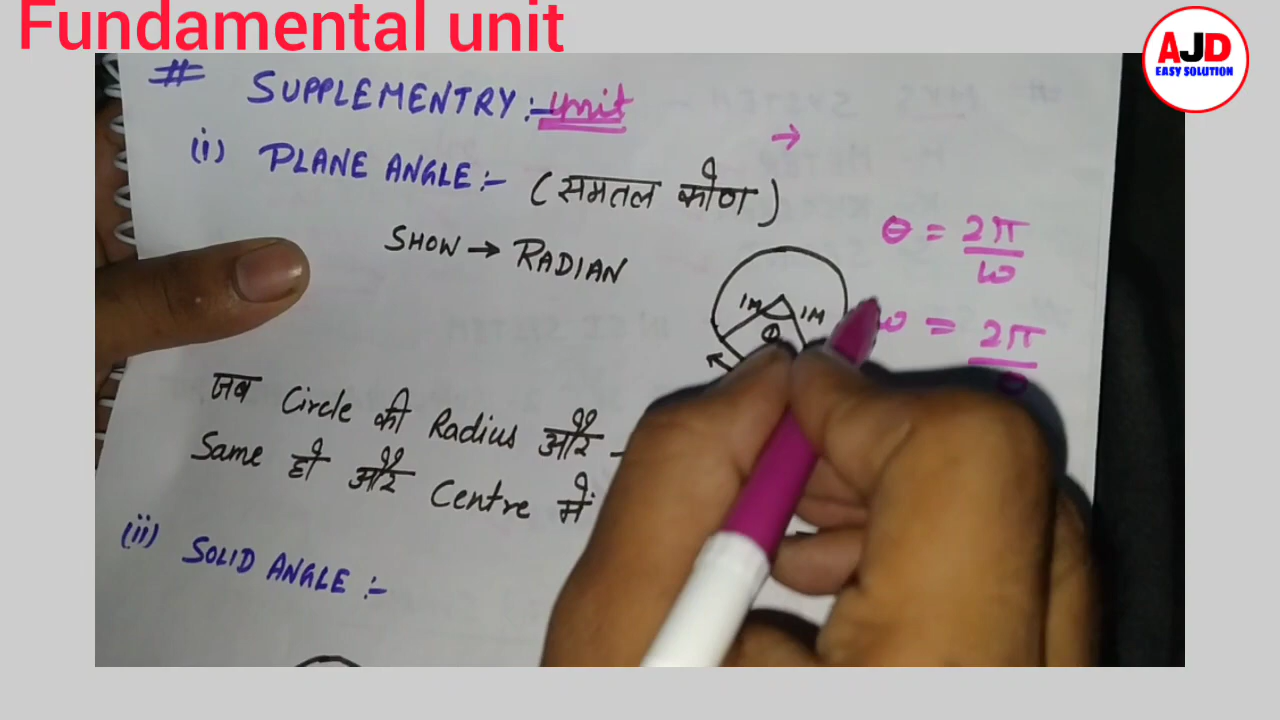 Fundamental unit
AJD
EASY SOLUTION
# SUPPLEMENTRY :- unit
→
(i) PLANE ANGLE :- (समतल कोण)
SHOW → RADIAN
1M 1M
θ
θ = 2π / ω
ω = 2π / θ
जब Circle की Radius और -
Same हो और Centre में
(ii) SOLID ANGLE :-